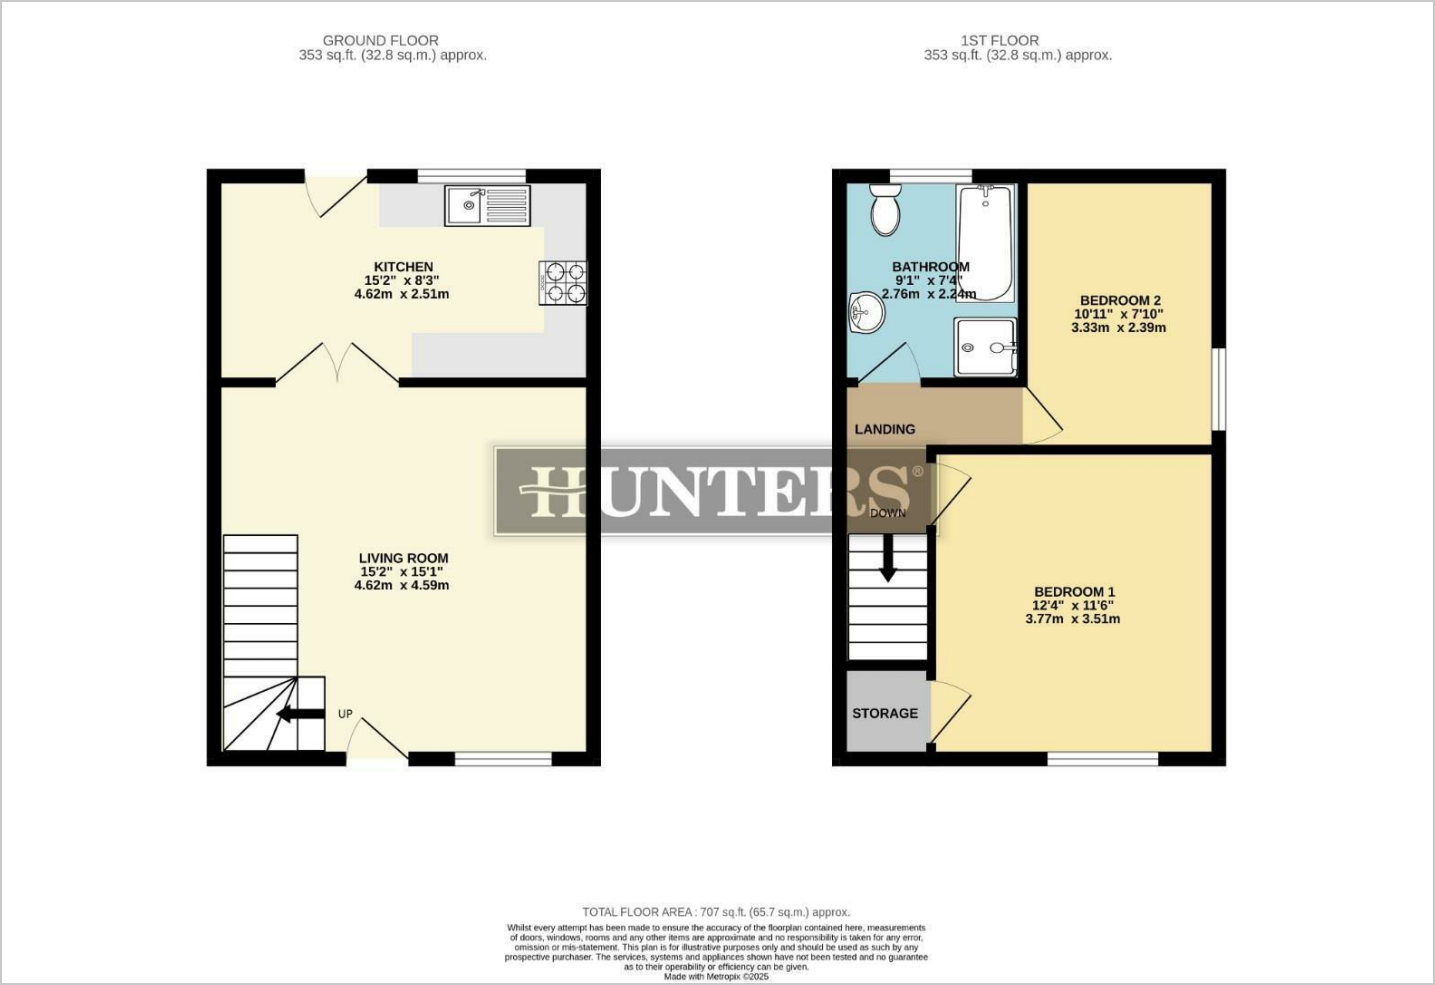 GROUND FLOOR
353 sq.ft. (32.8 sq.m.) approx.
1ST FLOOR
353 sq.ft. (32.8 sq.m.) approx.
KITCHEN
15'2" x 8'3"
4.62m x 2.51m
BATHROOM
9'1" x 7'4"
2.76m x 2.24m
BEDROOM 2
10'11" x 7'10"
3.33m x 2.39m
LANDING
HUNTERS®
DOWN
LIVING ROOM
15'2" x 15'1"
4.62m x 4.59m
BEDROOM 1
12'4" x 11'6"
3.77m x 3.51m
UP
STORAGE
TOTAL FLOOR AREA : 707 sq.ft. (65.7 sq.m.) approx.
Whilst every attempt has been made to ensure the accuracy of the floorplan contained here, measurements
of doors, windows, rooms and any other items are approximate and no responsibility is taken for any error,
omission or mis-statement. This plan is for illustrative purposes only and should be used as such by any
prospective purchaser. The services, systems and appliances shown have not been tested and no guarantee
as to their operability or efficiency can be given.
Made with Metropix ©2025